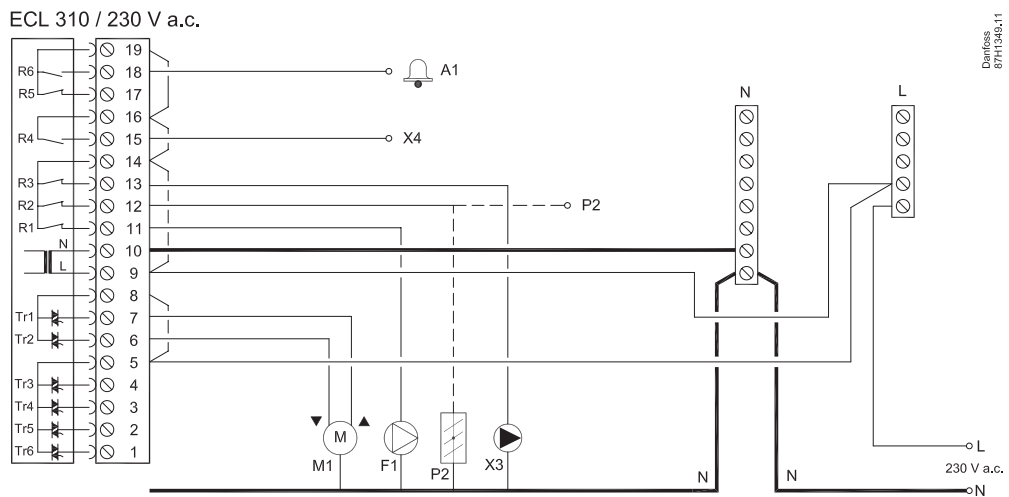 ECL 310 / 230 V a.c.
Danfoss
87H1349.11
19
R6 18 A1
R5 17
N L
16
R4 15 X4
14
R3 13
R2 12 P2
R1 11
N 10
L 9
8
Tr1 7
Tr2 6
5
Tr3 4
Tr4 3
Tr5 2
Tr6 1
M
M1 F1 P2 X3
L
230 V a.c.
N N N